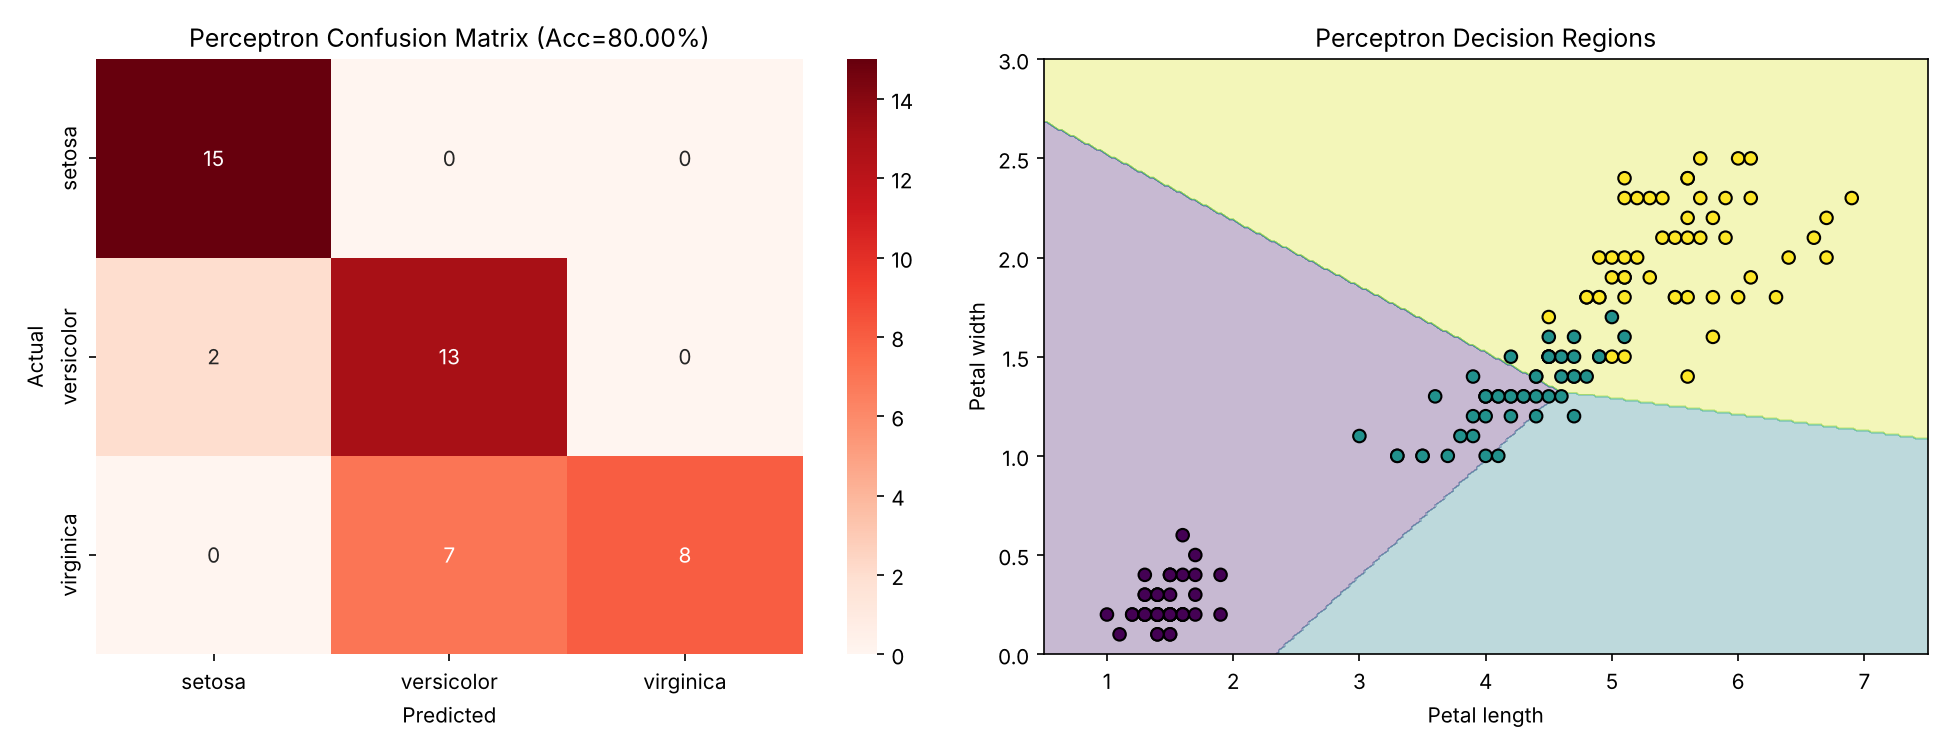 Perceptron Confusion Matrix (Acc=80.00%)
Actual
setosa
versicolor
virginica
15
0
0
2
13
0
0
7
8
setosa
versicolor
virginica
Predicted
14
12
10
8
6
4
2
0
Perceptron Decision Regions
Petal width
3.0
2.5
2.0
1.5
1.0
0.5
0.0
1
2
3
4
5
6
7
Petal length